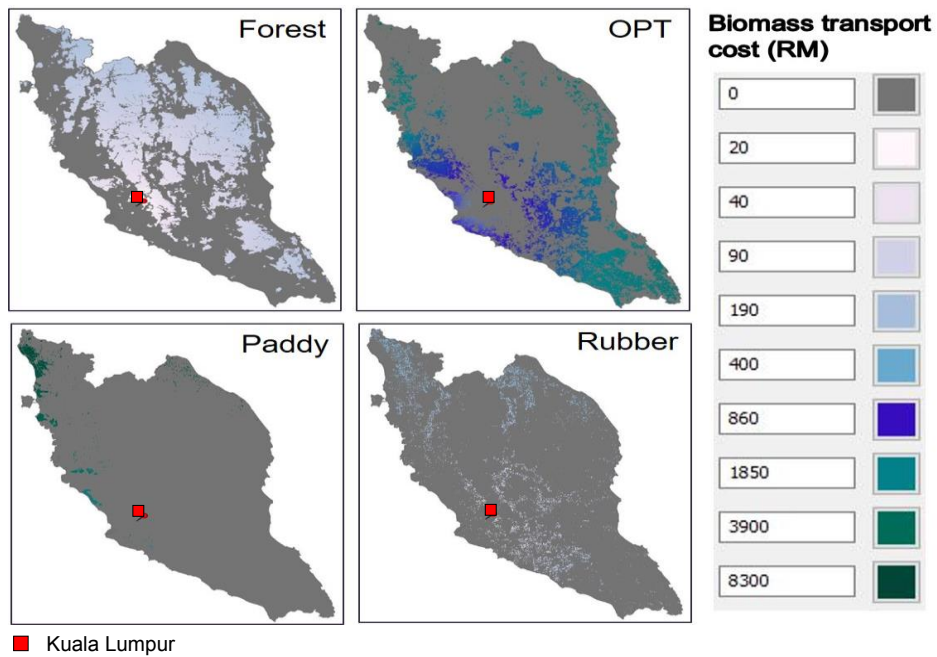 Forest
OPT
Biomass transport
cost (RM)
0
20
40
90
190
400
860
1850
3900
8300
Paddy
Rubber
Kuala Lumpur